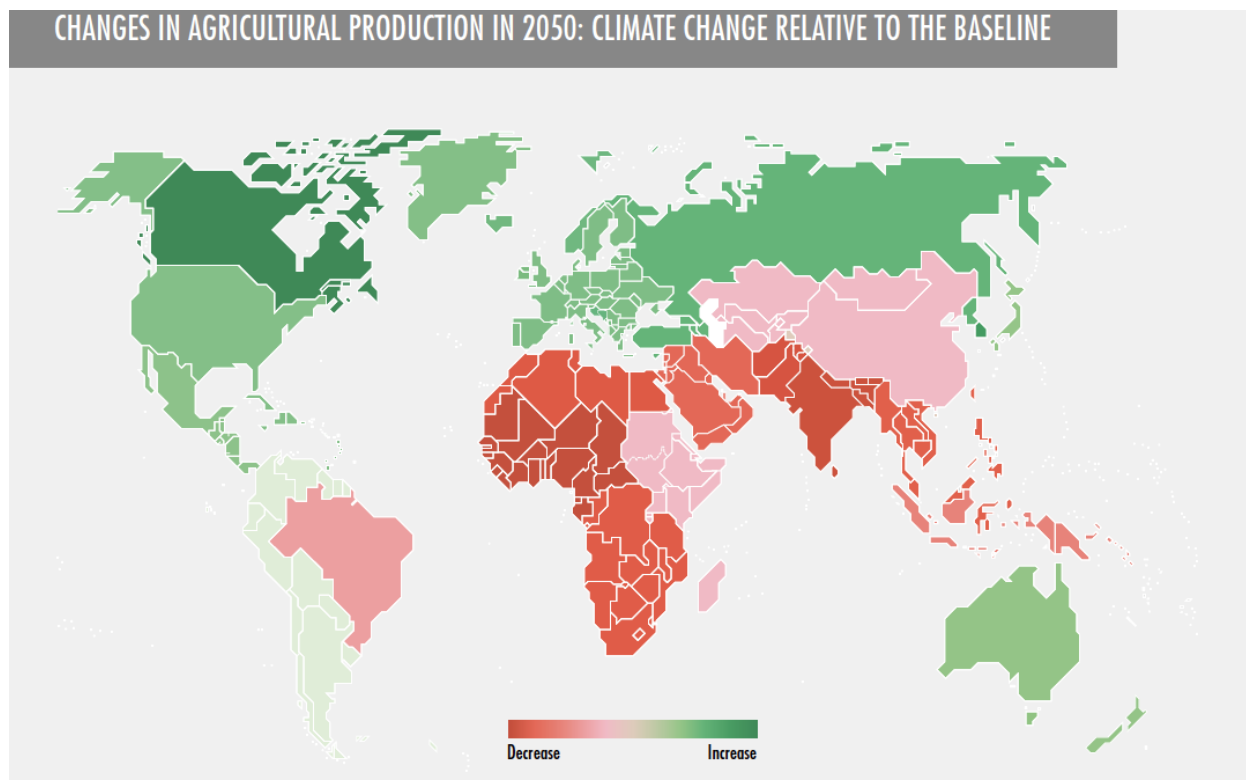 CHANGES IN AGRICULTURAL PRODUCTION IN 2050: CLIMATE CHANGE RELATIVE TO THE BASELINE
Decrease
Increase